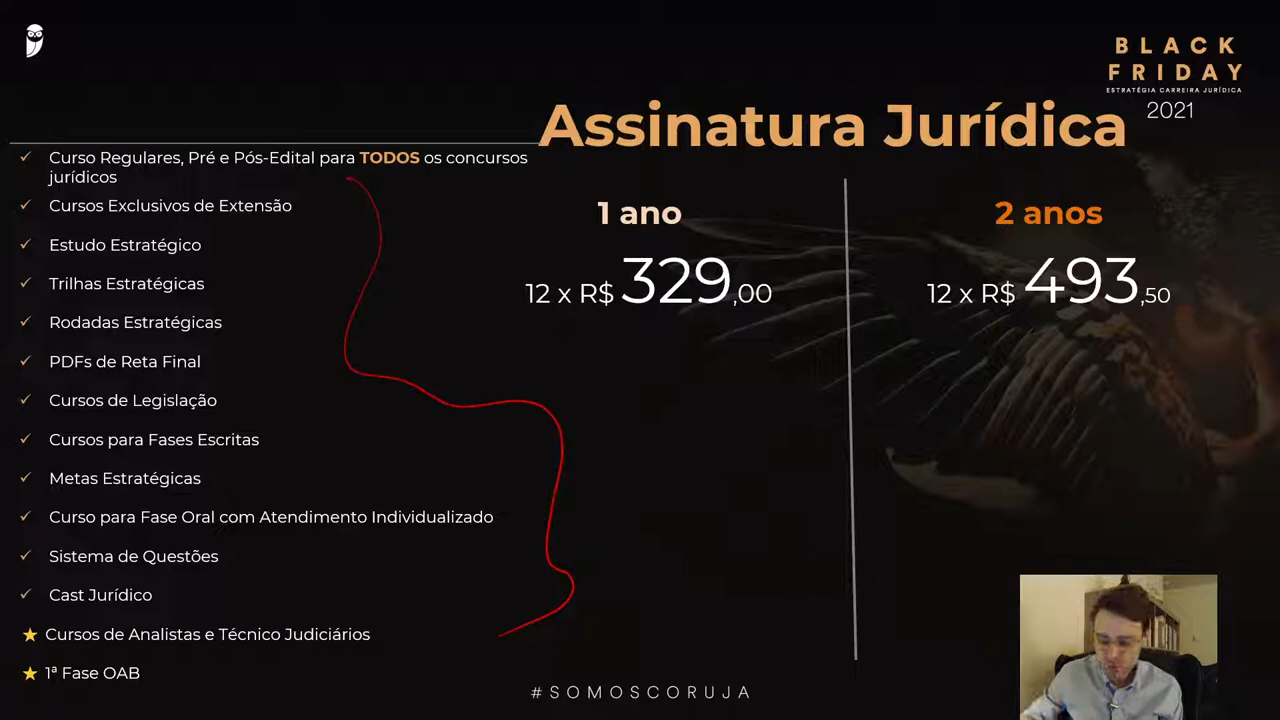 BLACK
FRIDAY
ESTRATÉGIA CARREIRA JURÍDICA
2021
Assinatura Jurídica
✓ Curso Regulares, Pré e Pós-Edital para TODOS os concursos
jurídicos
✓ Cursos Exclusivos de Extensão
✓ Estudo Estratégico
✓ Trilhas Estratégicas
✓ Rodadas Estratégicas
✓ PDFs de Reta Final
✓ Cursos de Legislação
✓ Cursos para Fases Escritas
✓ Metas Estratégicas
✓ Curso para Fase Oral com Atendimento Individualizado
✓ Sistema de Questões
✓ Cast Jurídico
★ Cursos de Analistas e Técnico Judiciários
★ 1ª Fase OAB
1 ano
12 x R$ 329,00
2 anos
12 x R$ 493,50
#SOMOSCORUJA